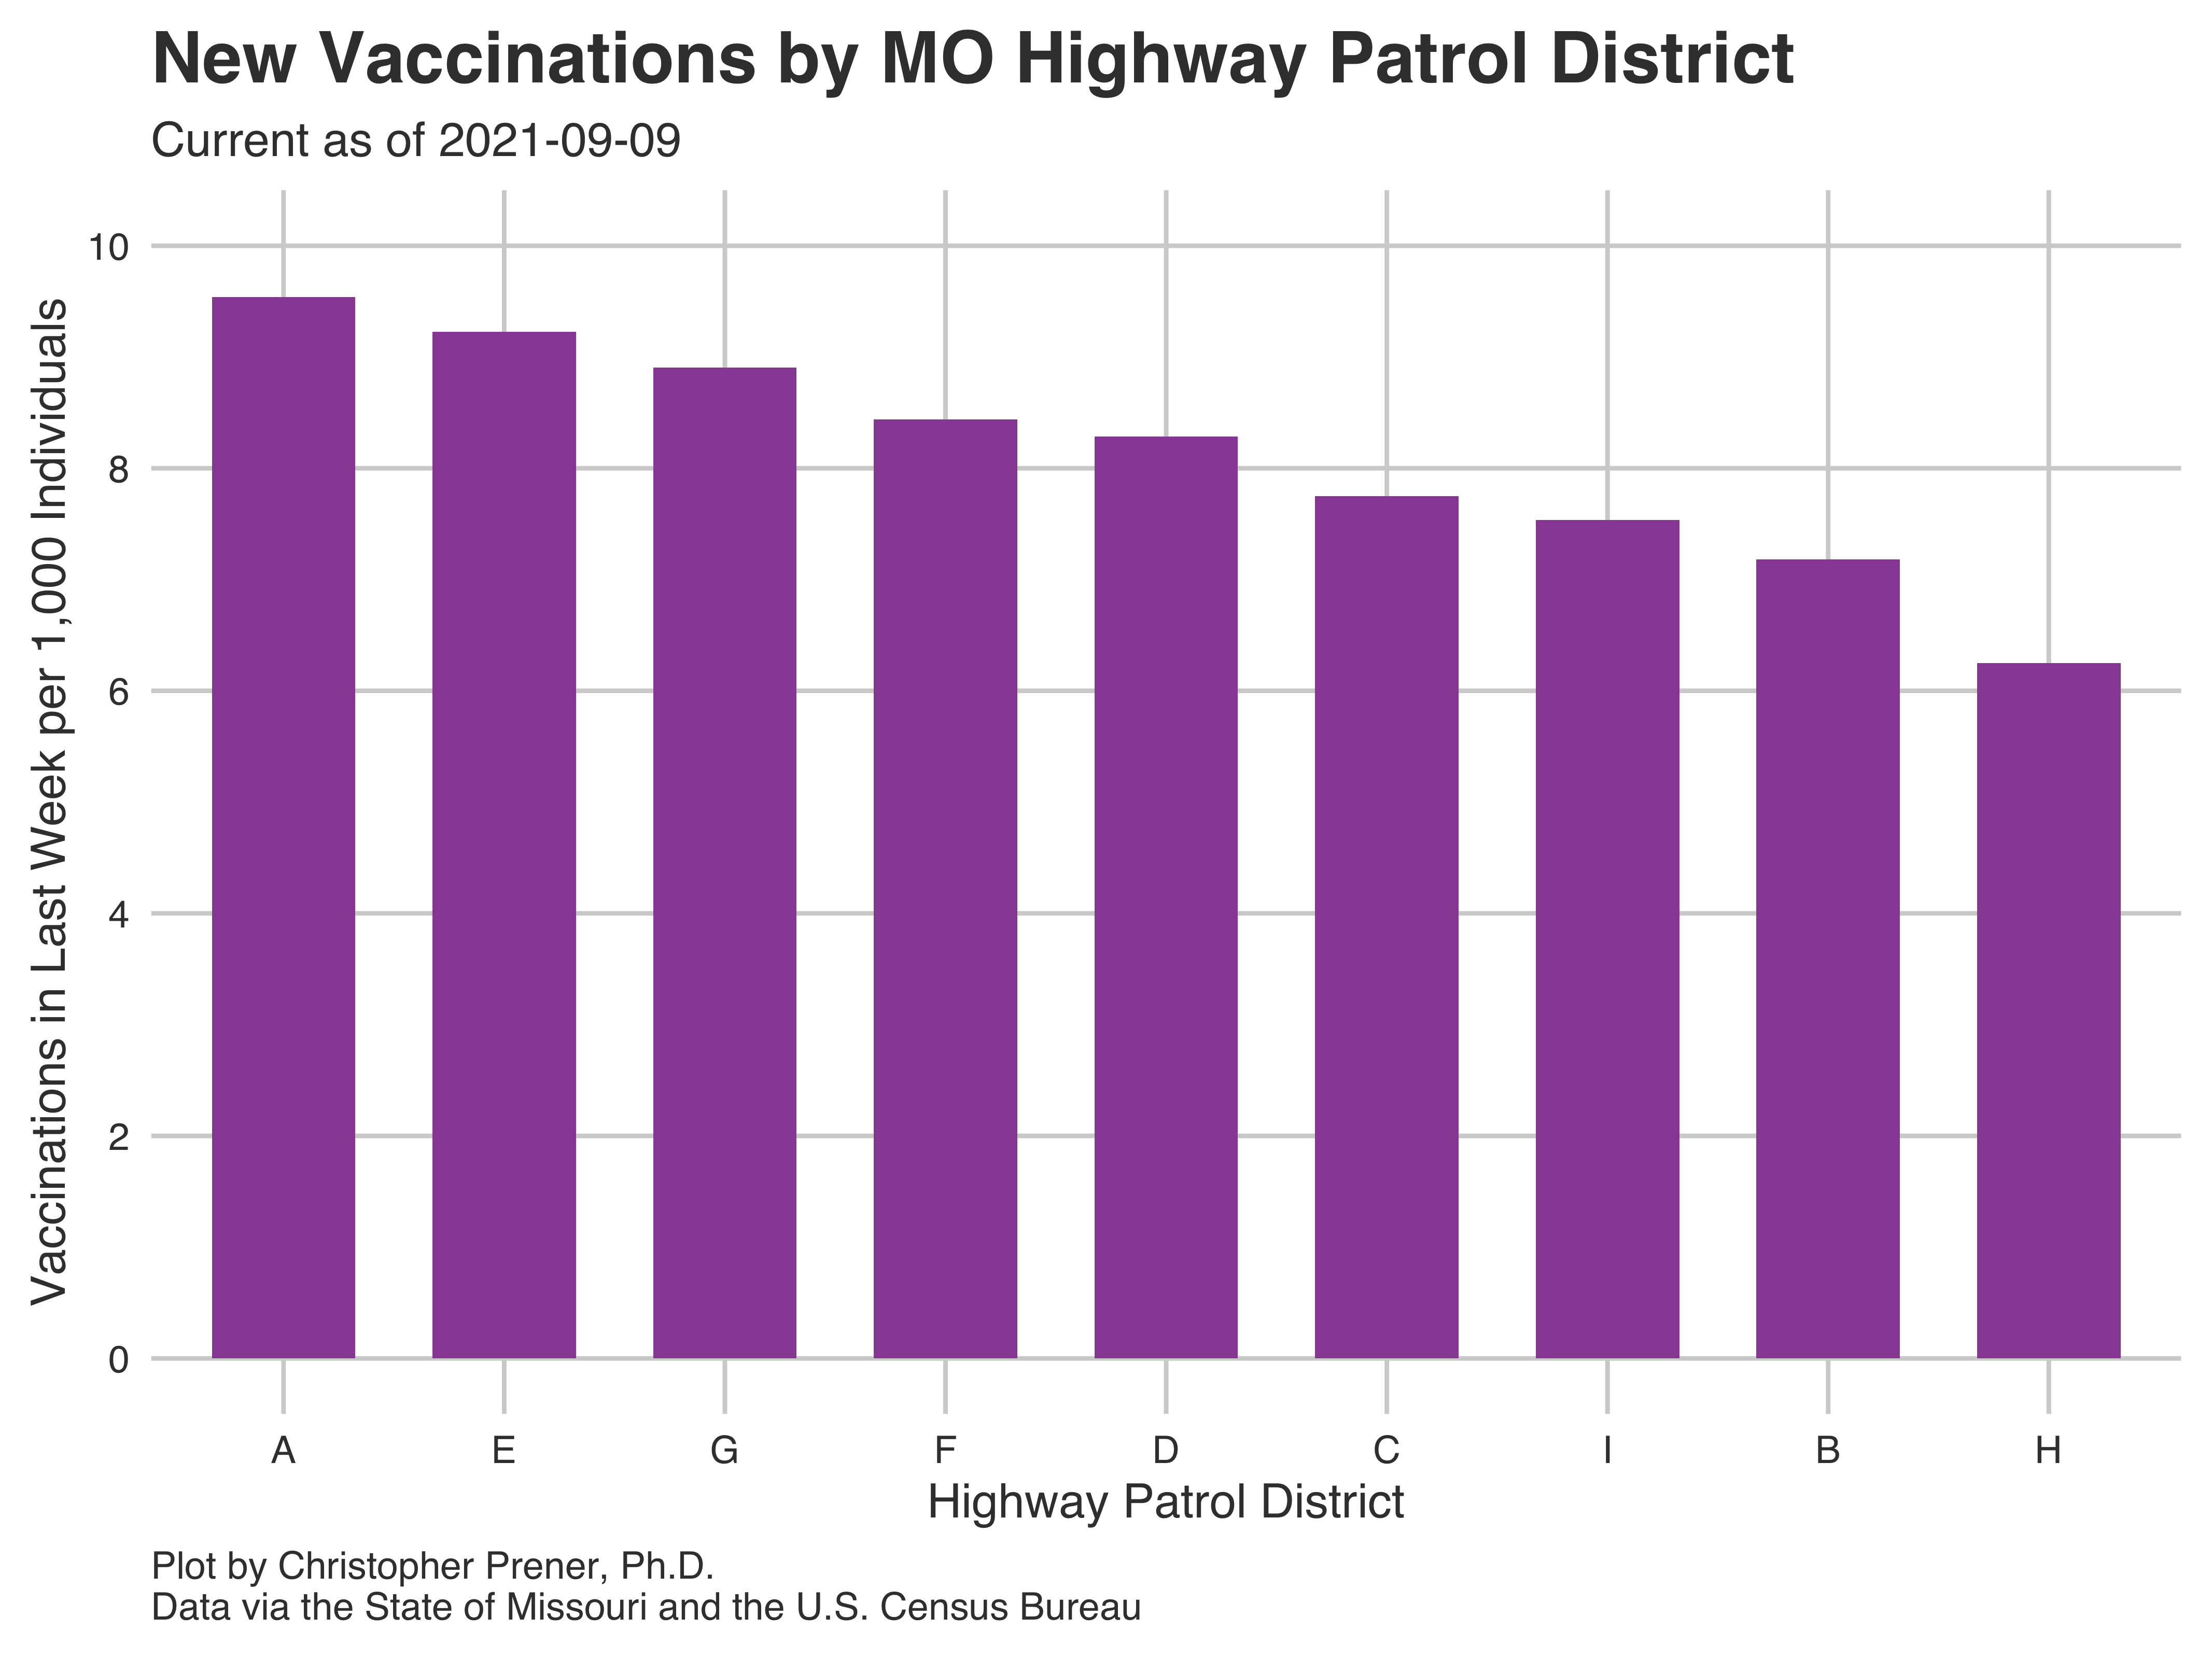 New Vaccinations by MO Highway Patrol District
Current as of 2021-09-09
Vaccinations in Last Week per 1,000 Individuals
10
8
6
4
2
0
A E G F D C I B H
Highway Patrol District
Plot by Christopher Prener, Ph.D.
Data via the State of Missouri and the U.S. Census Bureau